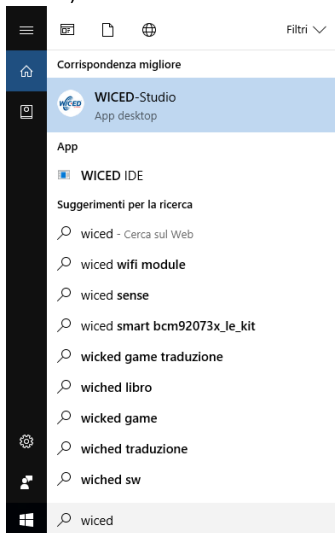 Filtri
Corrispondenza migliore
WICED
WICED-Studio
App desktop
App
WICED IDE
Suggerimenti per la ricerca
wiced - Cerca sul Web
wiced wifi module
wiced sense
wiced smart bcm92073x_le_kit
wicked game traduzione
wiched libro
wicked game
wiched traduzione
wiched sw
wiced